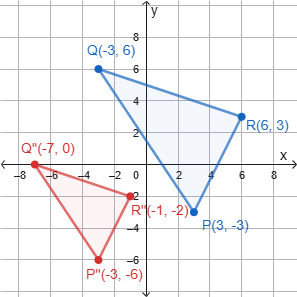 y
8
Q(-3, 6)
6
4
R(6, 3)
2
x
-8 -6 -4 -2 0 2 4 6 8
Q"(-7, 0)
-2
R"(-1, -2)
P(3, -3)
-4
-6
P"(-3, -6)